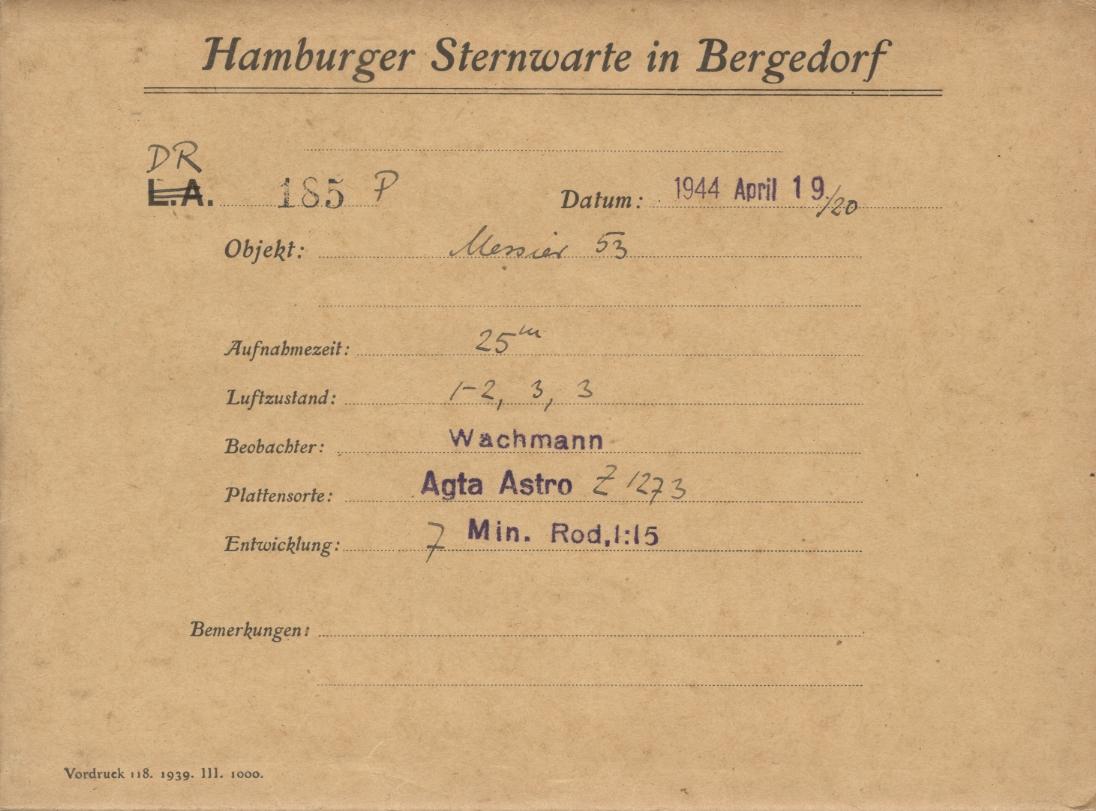 Hamburger Sternwarte in Bergedorf
DR
L.A. 185 P Datum: 1944 April 19/20
Objekt: Messier 53
Aufnahmezeit: 25m
Luftzustand: 1-2, 3, 3
Beobachter: Wachmann
Plattensorte: Agta Astro Z 1273
Entwicklung: 7 Min. Rod,1:15
Bemerkungen:
Vordruck 118. 1939. III. 1000.